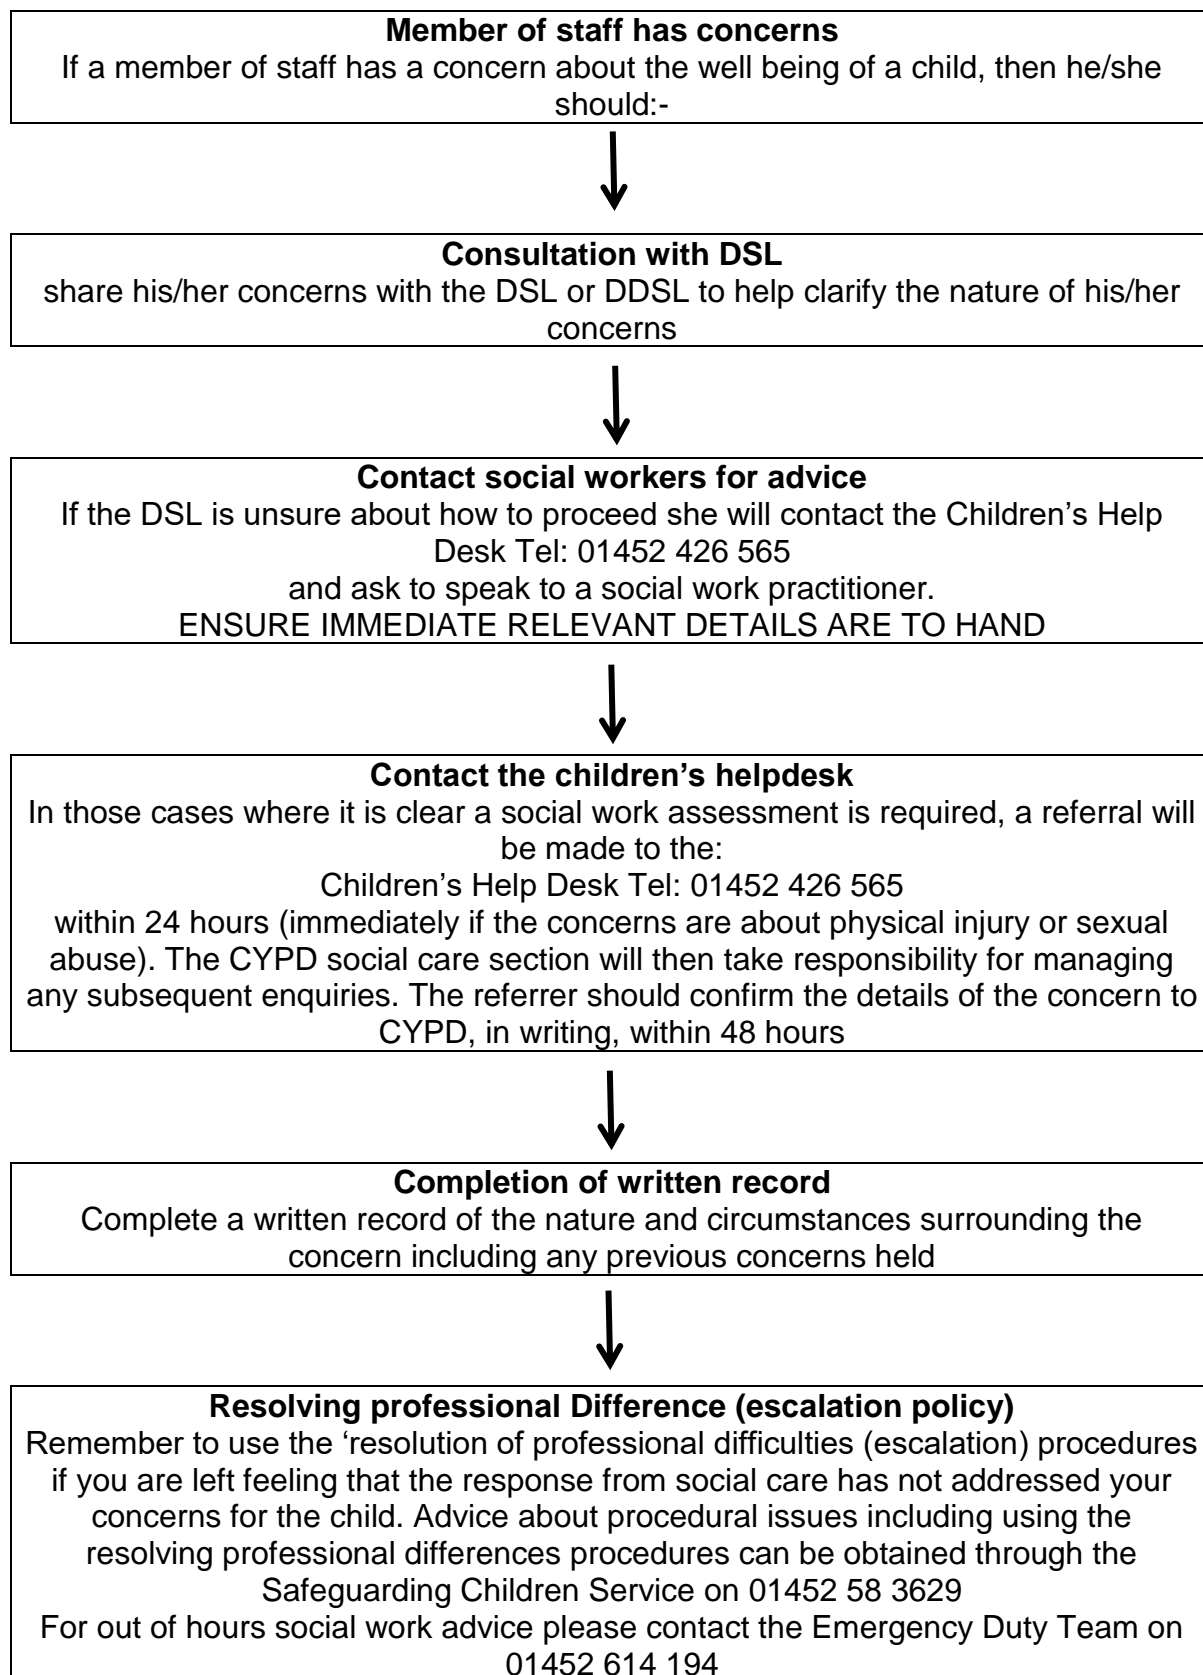 Member of staff has concerns
If a member of staff has a concern about the well being of a child, then he/she
should:-
Consultation with DSL
share his/her concerns with the DSL or DDSL to help clarify the nature of his/her
concerns
Contact social workers for advice
If the DSL is unsure about how to proceed she will contact the Children’s Help
Desk Tel: 01452 426 565
and ask to speak to a social work practitioner.
ENSURE IMMEDIATE RELEVANT DETAILS ARE TO HAND
Contact the children’s helpdesk
In those cases where it is clear a social work assessment is required, a referral will
be made to the:
Children’s Help Desk Tel: 01452 426 565
within 24 hours (immediately if the concerns are about physical injury or sexual
abuse). The CYPD social care section will then take responsibility for managing
any subsequent enquiries. The referrer should confirm the details of the concern to
CYPD, in writing, within 48 hours
Completion of written record
Complete a written record of the nature and circumstances surrounding the
concern including any previous concerns held
Resolving professional Difference (escalation policy)
Remember to use the ‘resolution of professional difficulties (escalation) procedures
if you are left feeling that the response from social care has not addressed your
concerns for the child. Advice about procedural issues including using the
resolving professional differences procedures can be obtained through the
Safeguarding Children Service on 01452 58 3629
For out of hours social work advice please contact the Emergency Duty Team on
01452 614 194